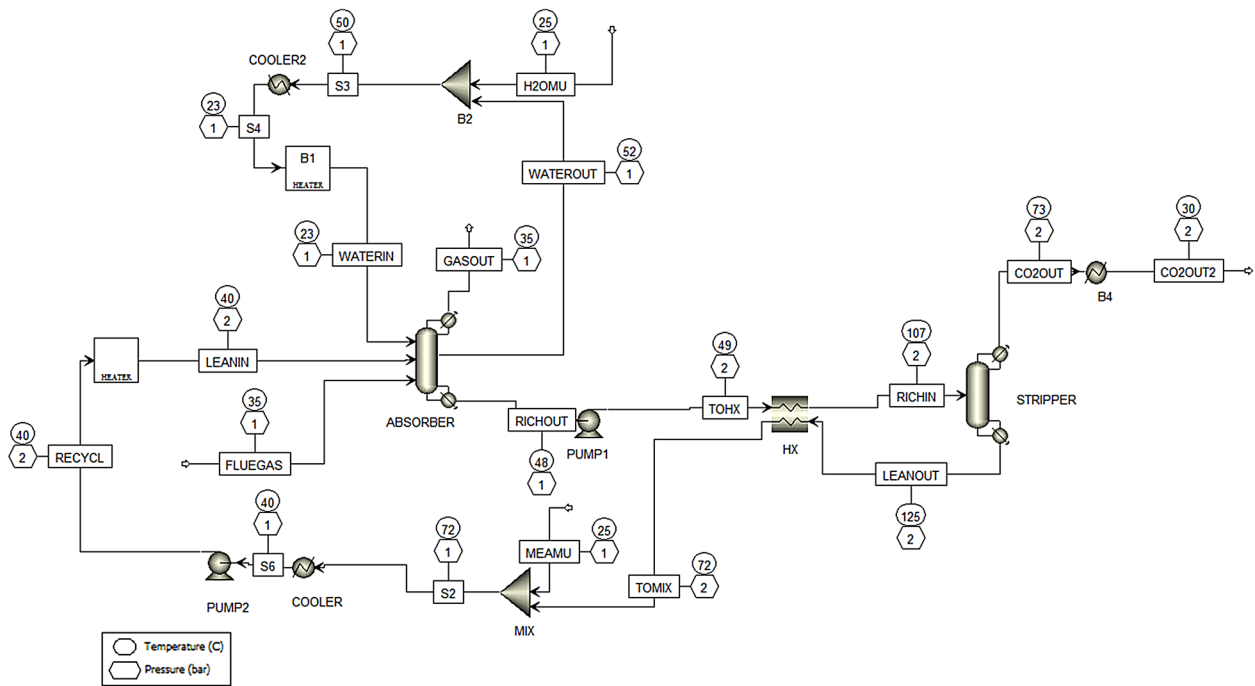 50
1
25
1
COOLER2
S3
H2OMU
B2
23
1
S4
B1
HEATER
52
1
WATEROUT
23
1
WATERIN
35
1
GASOUT
73
2
30
2
CO2OUT
CO2OUT2
B4
40
2
LEANIN
HEATER
107
2
RICHIN
STRIPPER
49
2
TOHX
HX
ABSORBER
RICHOUT
PUMP1
35
1
FLUEGAS
40
2
RECYCL
48
1
LEANOUT
125
2
40
1
S6
COOLER
PUMP2
72
1
S2
MEAMU
25
1
MIX
TOMIX
72
2
Temperature (C)
Pressure (bar)